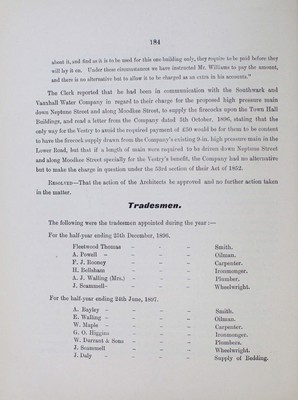 184
about it, and find as it is to be used for this one building only, they require to be paid before they
will lay it on. Under these circumstances we have instructed Mr. Williams to pay the amount,
and there is no alternative but to allow it to be charged as an extra in his accounts."
The Clerk reported that he had been in communication with the Southwark and
Vauxhall Water Company in regard to their charge for the proposed high pressure main
down Neptune Street and along Moodkee Street, to supply the firecocks upon the Town Hall
Buildings, and read a letter from the Company dated 5th October, 1896, stating that the
only way for the Vestry to avoid the required payment of £50 would be for them to be content
to have the firecock supply drawn from the Company's existing 9-in. high pressure main in the
Lower Road, but that if a length of main were required to be driven down Neptune Street
and along Moodkee Street specially for the Vestry's benefit, the Company had no alternative
but to make the charge in question under the 53rd section of their Act of 1852.
RESOLVED—That the action of the Architects be approved and no further action taken
in the matter.
Tradesmen.
The following were the tradesmen appointed during the year :—
For the half-year ending 25th December, 1896.
Fleetwood Thomas - - - Smith.
A. Powell - - - - Oilman.
F. J. Rooney - - - Carpenter.
H. Bellsham - - - Ironmonger.
A. J. Walling (Mrs.) - - - Plumber.
J. Scammell - - - - Wheelwright.
For the half-year ending 24th June, 1897.
A. Bayley - - - - Smith.
E. Walling - - - - Oilman.
W. Maple - - - - Carpenter.
G. O. Higgins - - - Ironmonger.
W. Durrant & Sons - - - Plumbers.
J. Scammell - - - Wheelwright.
J. Daly - - - - Supply of Bedding.